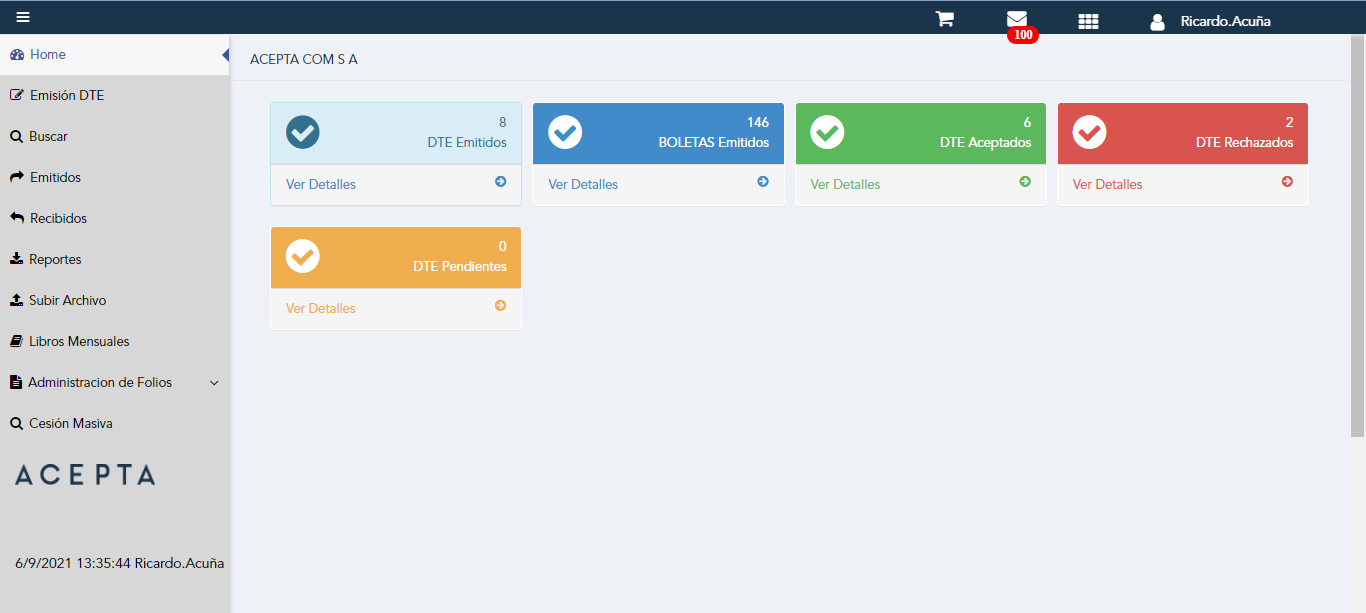 Ricardo.Acuña
100
Home
ACEPTA COM S A
Emisión DTE
Buscar
Emitidos
Recibidos
Reportes
Subir Archivo
Libros Mensuales
Administracion de Folios
Cesión Masiva
ACEPTA
6/9/2021 13:35:44 Ricardo.Acuña
8
DTE Emitidos
Ver Detalles
146
BOLETAS Emitidos
Ver Detalles
6
DTE Aceptados
Ver Detalles
2
DTE Rechazados
Ver Detalles
0
DTE Pendientes
Ver Detalles